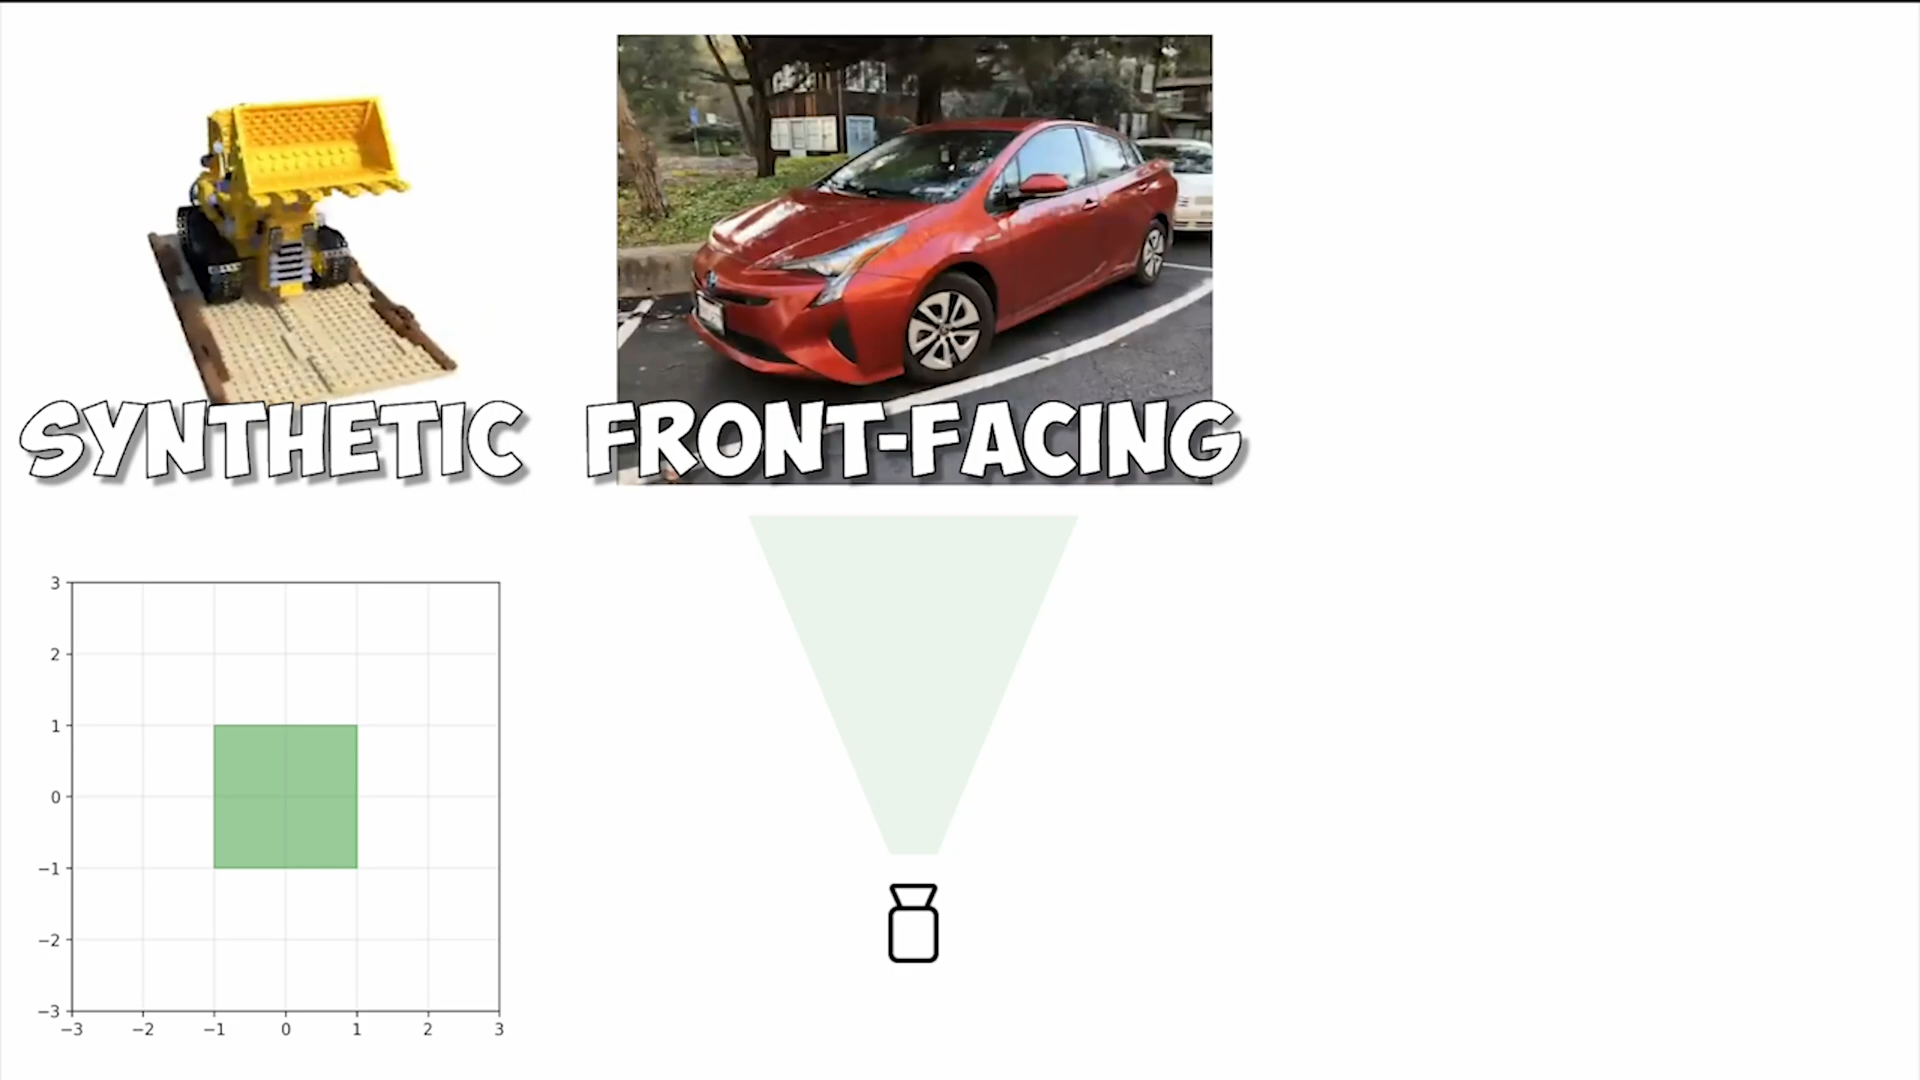 SYNTHETIC
FRONT-FACING
3
2
1
0
−1
−2
−3
−3 −2 −1 0 1 2 3